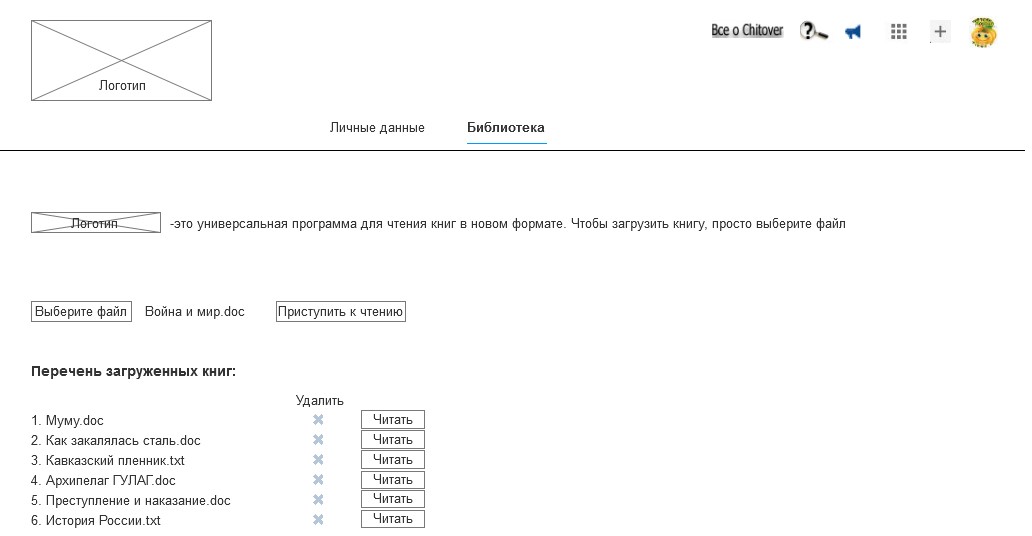 Все о Chitover
Логотип
Личные данные Библиотека
Логотип -это универсальная программа для чтения книг в новом формате. Чтобы загрузить книгу, просто выберите файл
Выберите файл Война и мир.doc Приступить к чтению
Перечень загруженных книг:
Удалить
1. Муму.doc Читать
2. Как закалялась сталь.doc Читать
3. Кавказский пленник.txt Читать
4. Архипелаг ГУЛАГ.doc Читать
5. Преступление и наказание.doc Читать
6. История России.txt Читать